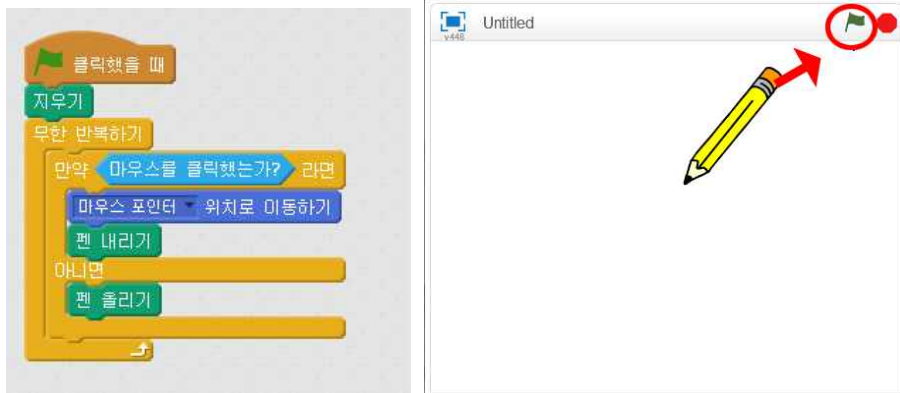 클릭했을 때
지우기
무한 반복하기
만약 마우스를 클릭했는가? 라면
마우스 포인터 위치로 이동하기
펜 내리기
아니면
펜 올리기
Untitled
v448